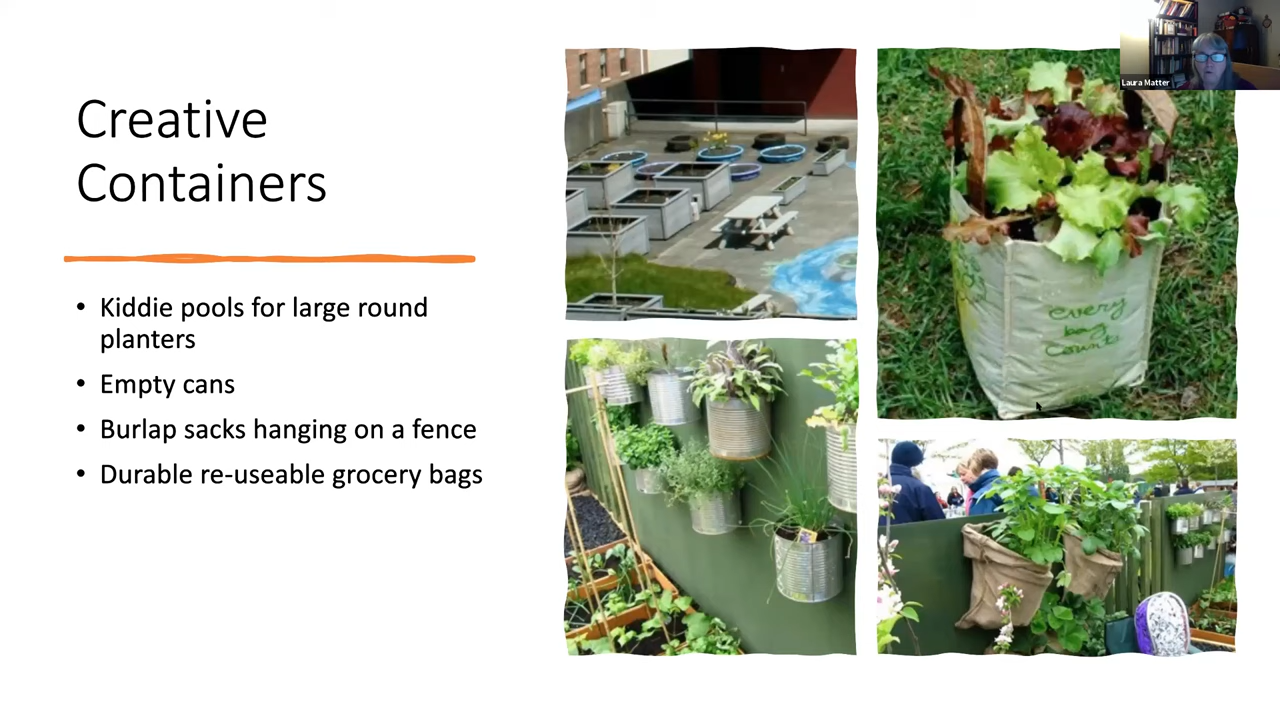 Creative
Containers
• Kiddie pools for large round
planters
• Empty cans
• Burlap sacks hanging on a fence
• Durable re-useable grocery bags
Laura Matter
every
bag
counts